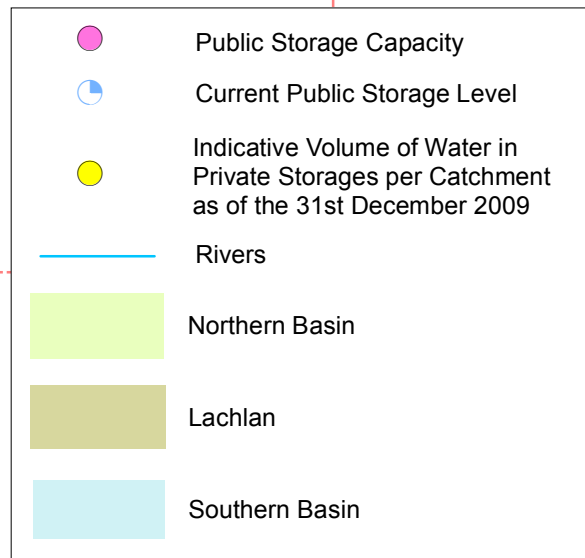 Public Storage Capacity
Current Public Storage Level
Indicative Volume of Water in
Private Storages per Catchment
as of the 31st December 2009
Rivers
Northern Basin
Lachlan
Southern Basin